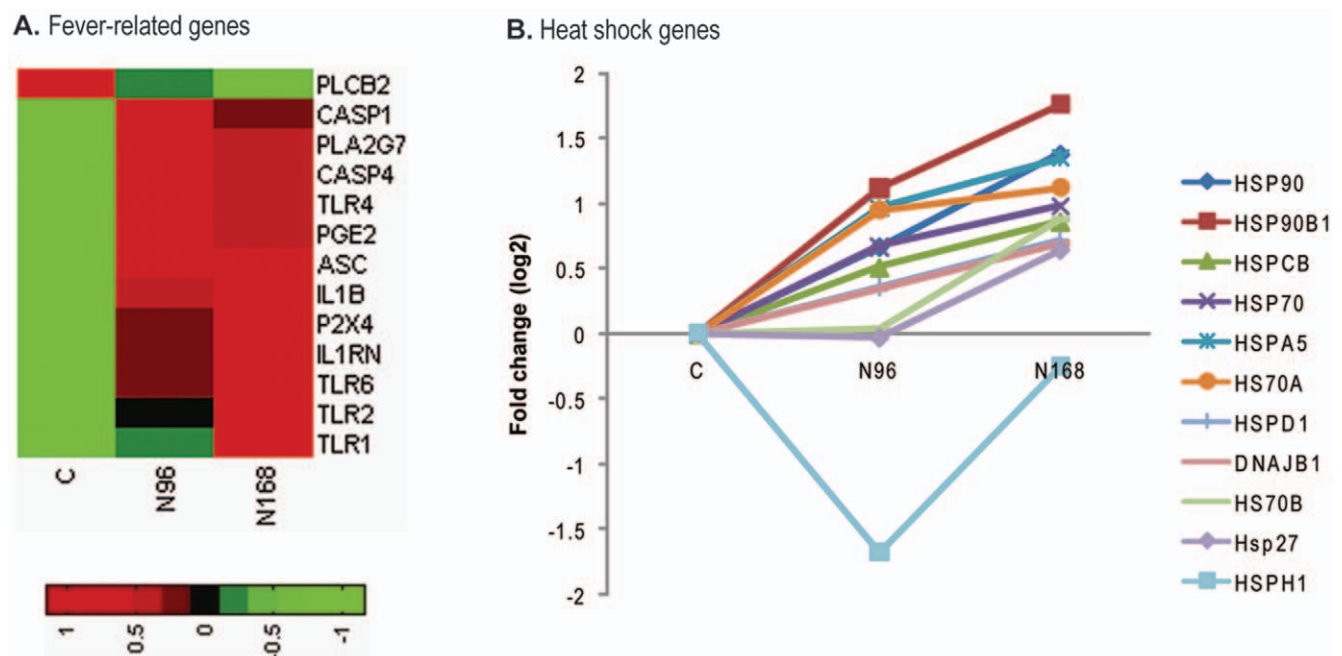 A. Fever-related genes
PLCB2
CASP1
PLA2G7
CASP4
TLR4
PGE2
ASC
IL1B
P2X4
IL1RN
TLR6
TLR2
TLR1
C N96 N168
1 0.5 0 -0.5 -1
B. Heat shock genes
Fold change (log2)
2
1.5
1
0.5
0
-0.5
-1
-1.5
-2
C N96 N168
HSP90
HSP90B1
HSPCB
HSP70
HSPA5
HS70A
HSPD1
DNAJB1
HS70B
Hsp27
HSPH1